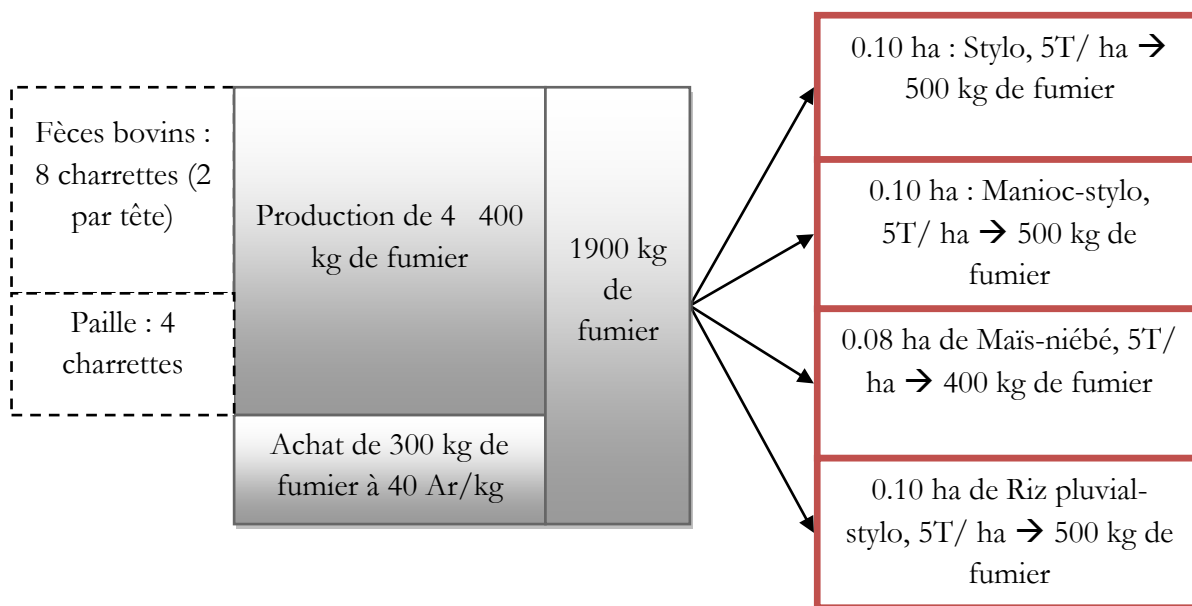 Fèces bovins :
8 charrettes (2
par tête)
Paille : 4
charrettes
Production de 4 400
kg de fumier
Achat de 300 kg de
fumier à 40 Ar/kg
1900 kg
de
fumier
0.10 ha : Stylo, 5T/ ha →
500 kg de fumier
0.10 ha : Manioc-stylo,
5T/ ha → 500 kg de
fumier
0.08 ha de Maïs-niébé, 5T/
ha → 400 kg de fumier
0.10 ha de Riz pluvial-
stylo, 5T/ ha → 500 kg de
fumier